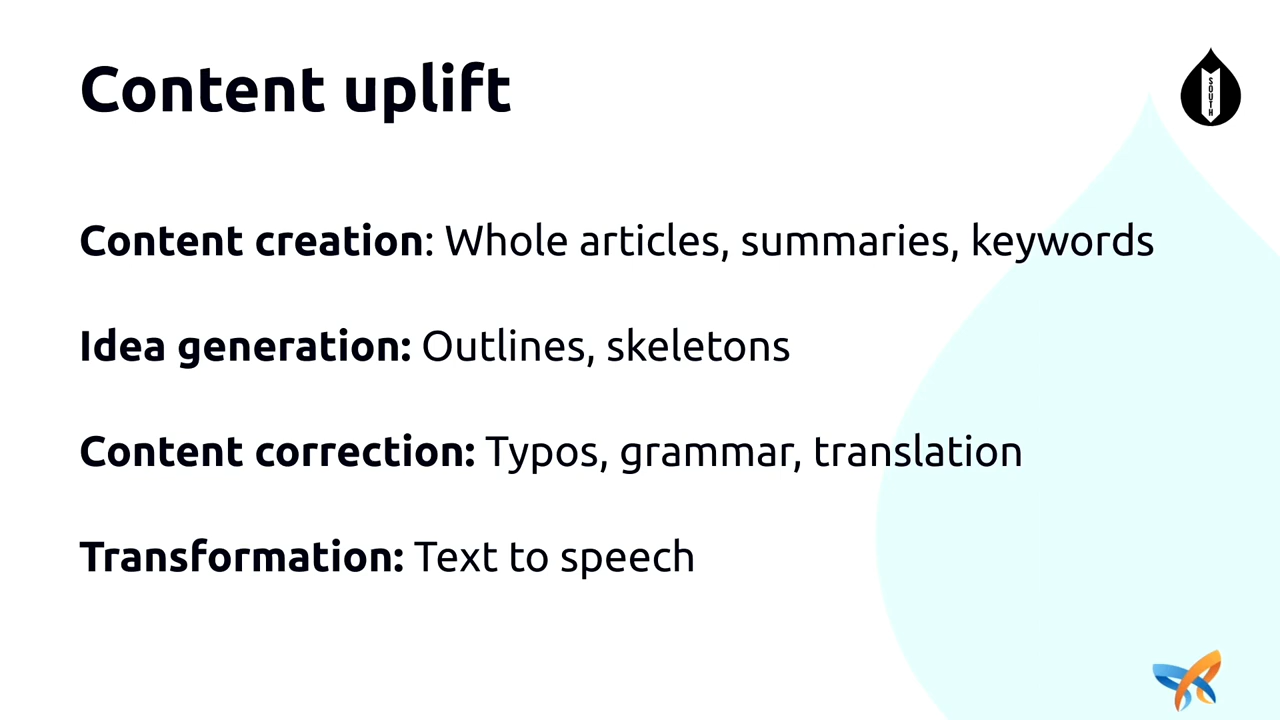 Content uplift
SOUTH
Content creation: Whole articles, summaries, keywords
Idea generation: Outlines, skeletons
Content correction: Typos, grammar, translation
Transformation: Text to speech